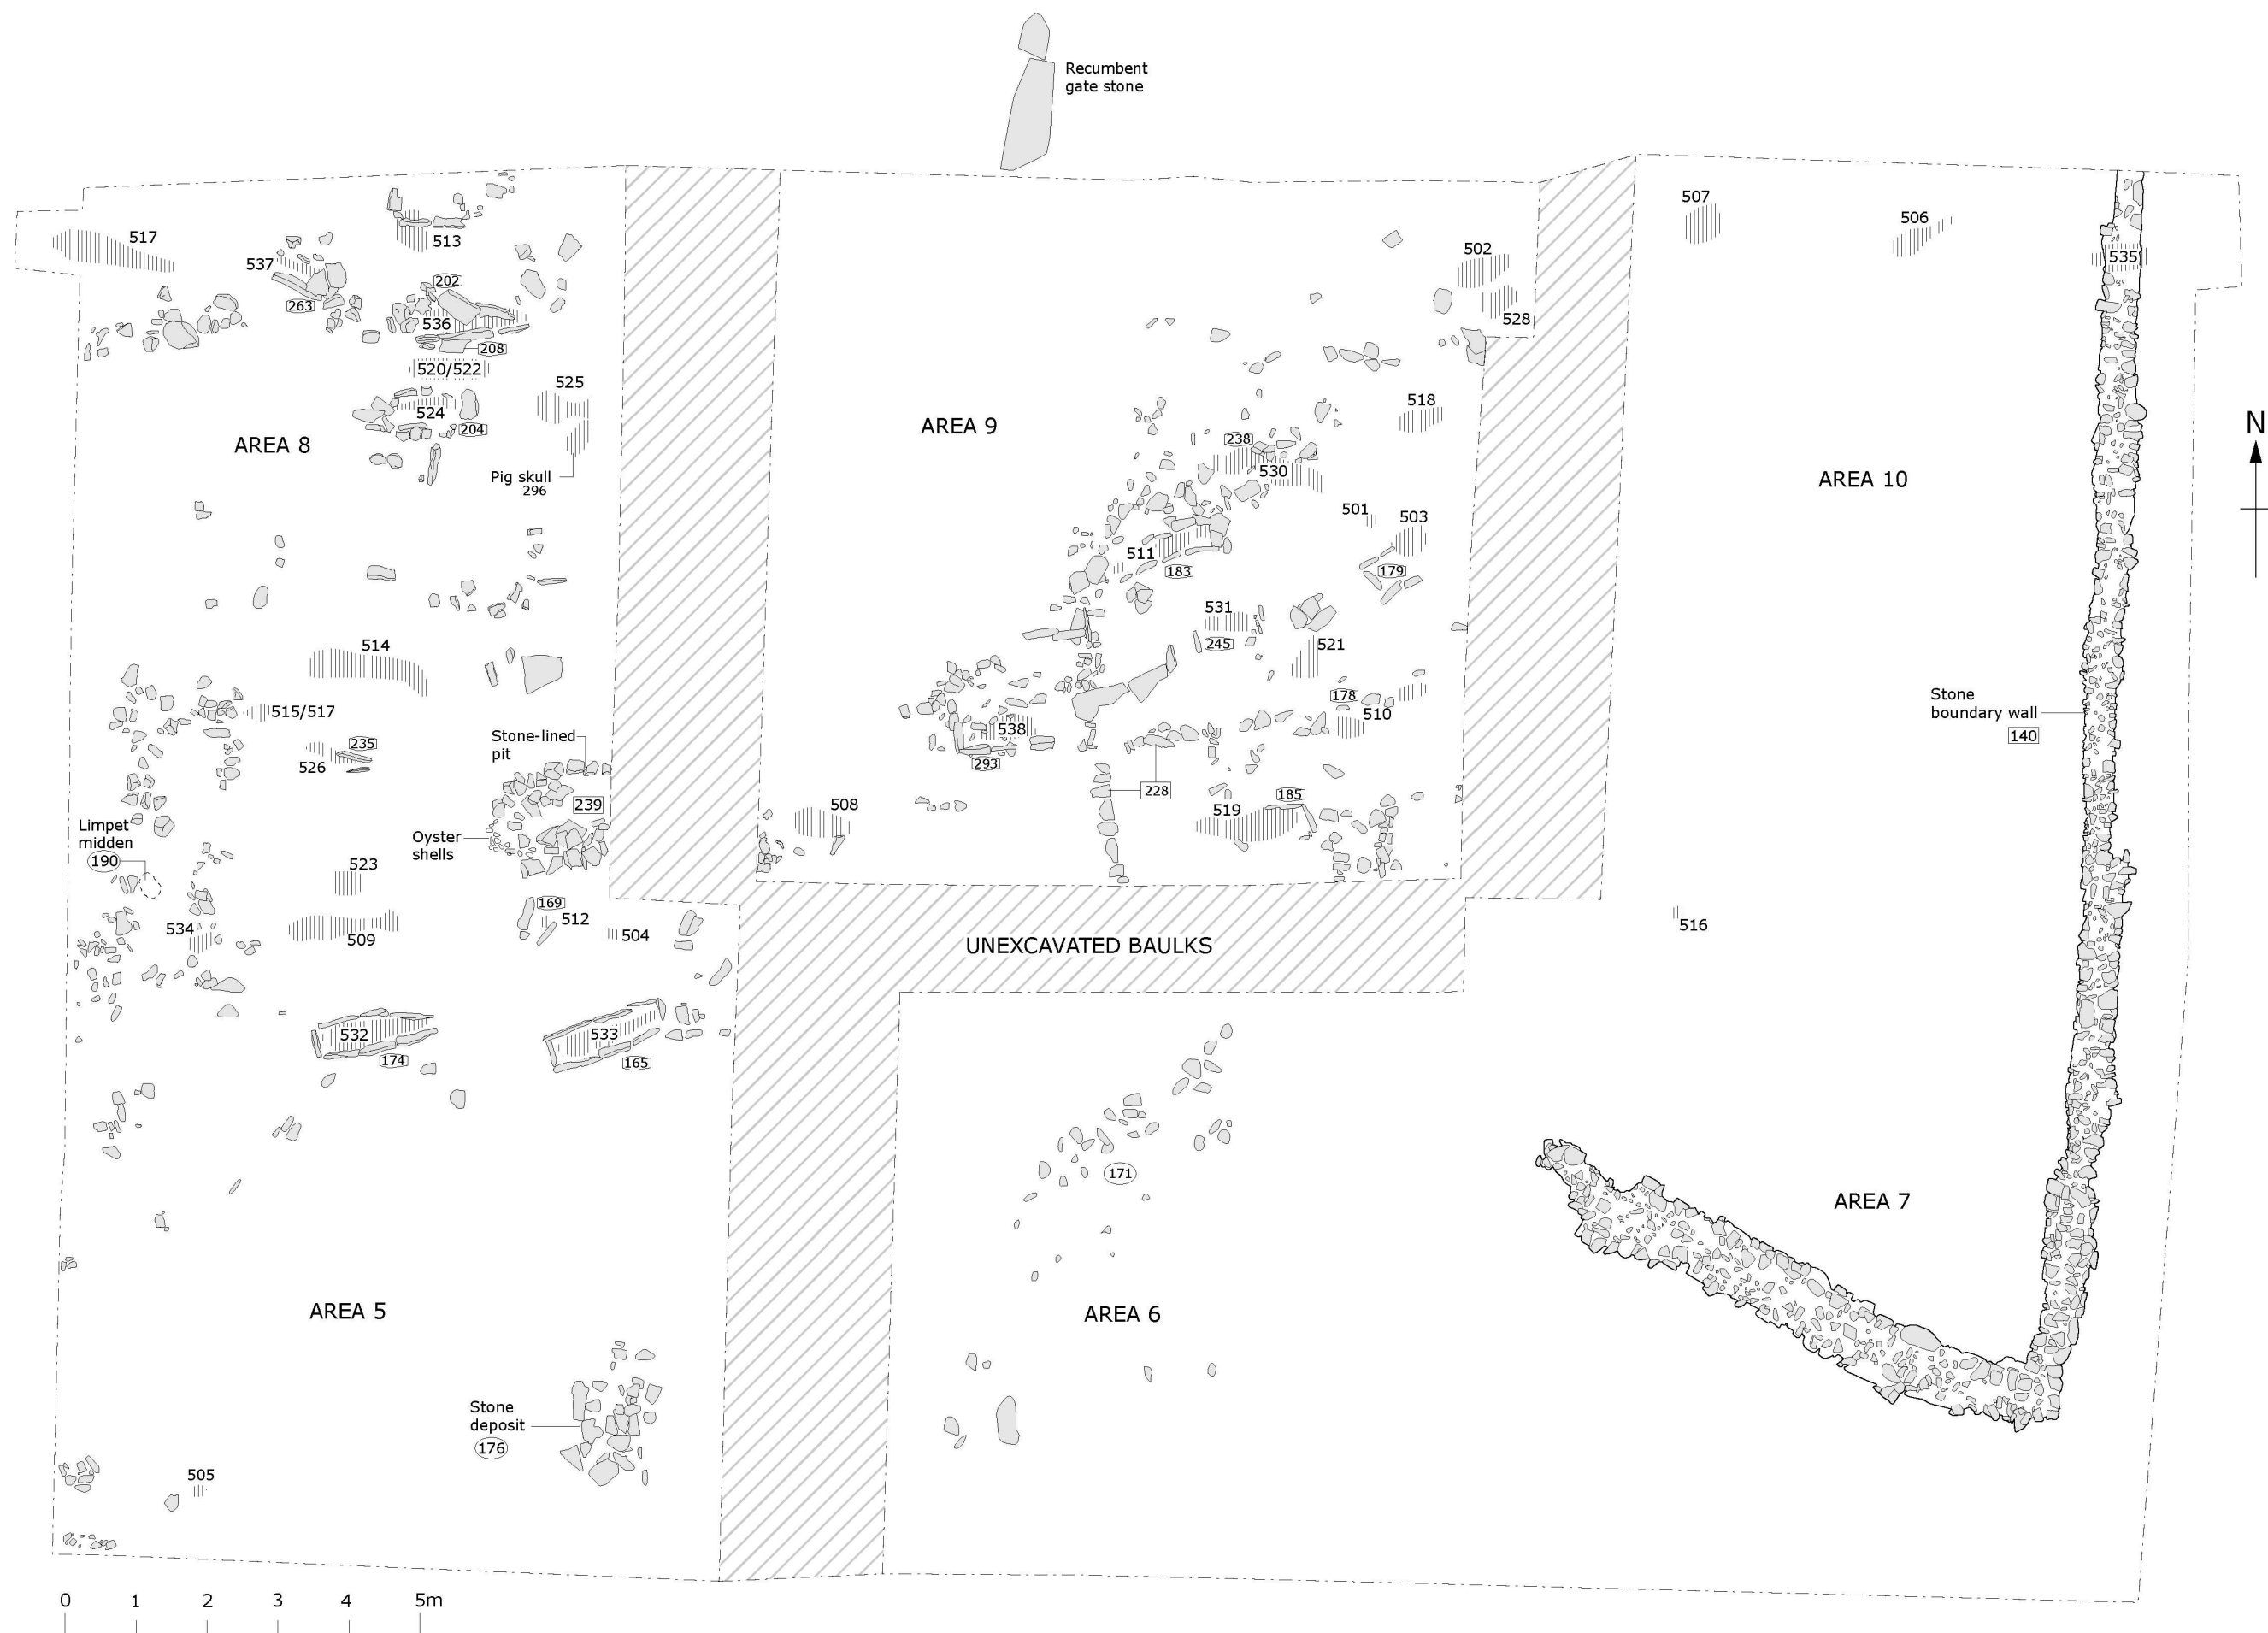 Recumbent
gate stone
507
506
517
513
535
537
502
202
263
536
528
208
520/522
525
518
524
204
AREA 9
238
AREA 8
530
AREA 10
N
Pig skull
296
501
503
511
183
179
531
245
521
514
178
Stone
boundary wall
140
515/517
510
538
Stone-lined
pit
235
526
293
228
239
185
508
519
Limpet
midden
190
Oyster
shells
523
169
512
534
509
504
516
UNEXCAVATED BAULKS
532
533
174
165
171
AREA 7
AREA 5
AREA 6
Stone
deposit
176
505
0 1 2 3 4 5m